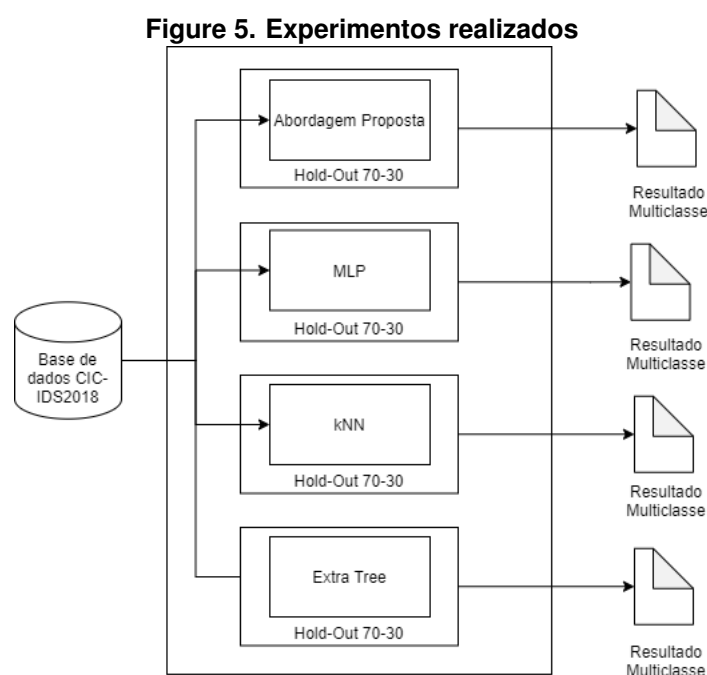 Figure 5. Experimentos realizados
Abordagem Proposta
Hold-Out 70-30
Resultado
Multiclasse
MLP
Hold-Out 70-30
Resultado
Multiclasse
Base de
dados CIC-
IDS2018
kNN
Hold-Out 70-30
Resultado
Multiclasse
Extra Tree
Hold-Out 70-30
Resultado
Multiclasse